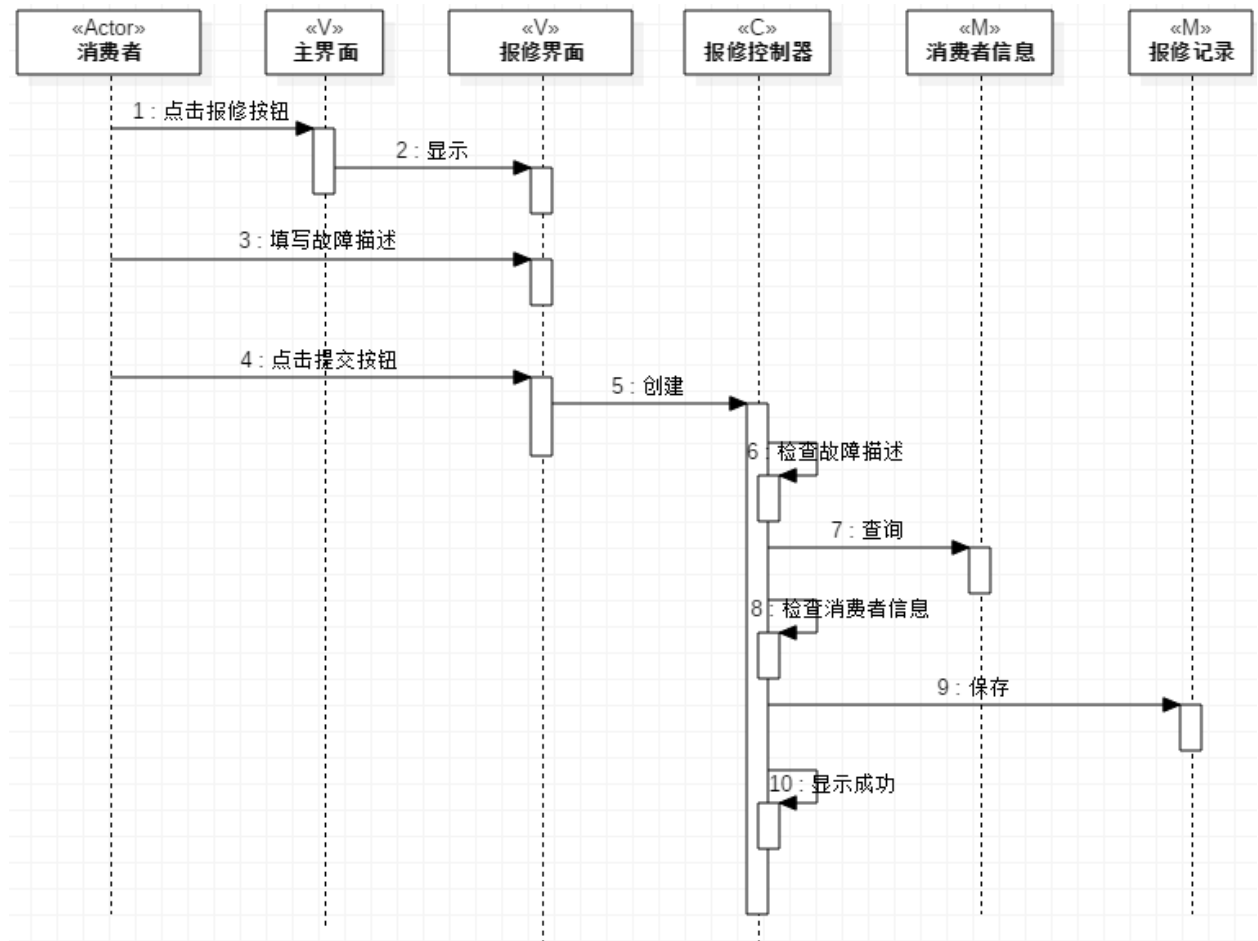 «Actor»
消费者
«V»
主界面
«V»
报修界面
«C»
报修控制器
«M»
消费者信息
«M»
报修记录
1 : 点击报修按钮
2 : 显示
3 : 填写故障描述
4 : 点击提交按钮
5 : 创建
6 : 检查故障描述
7 : 查询
8 : 检查消费者信息
9 : 保存
10 : 显示成功